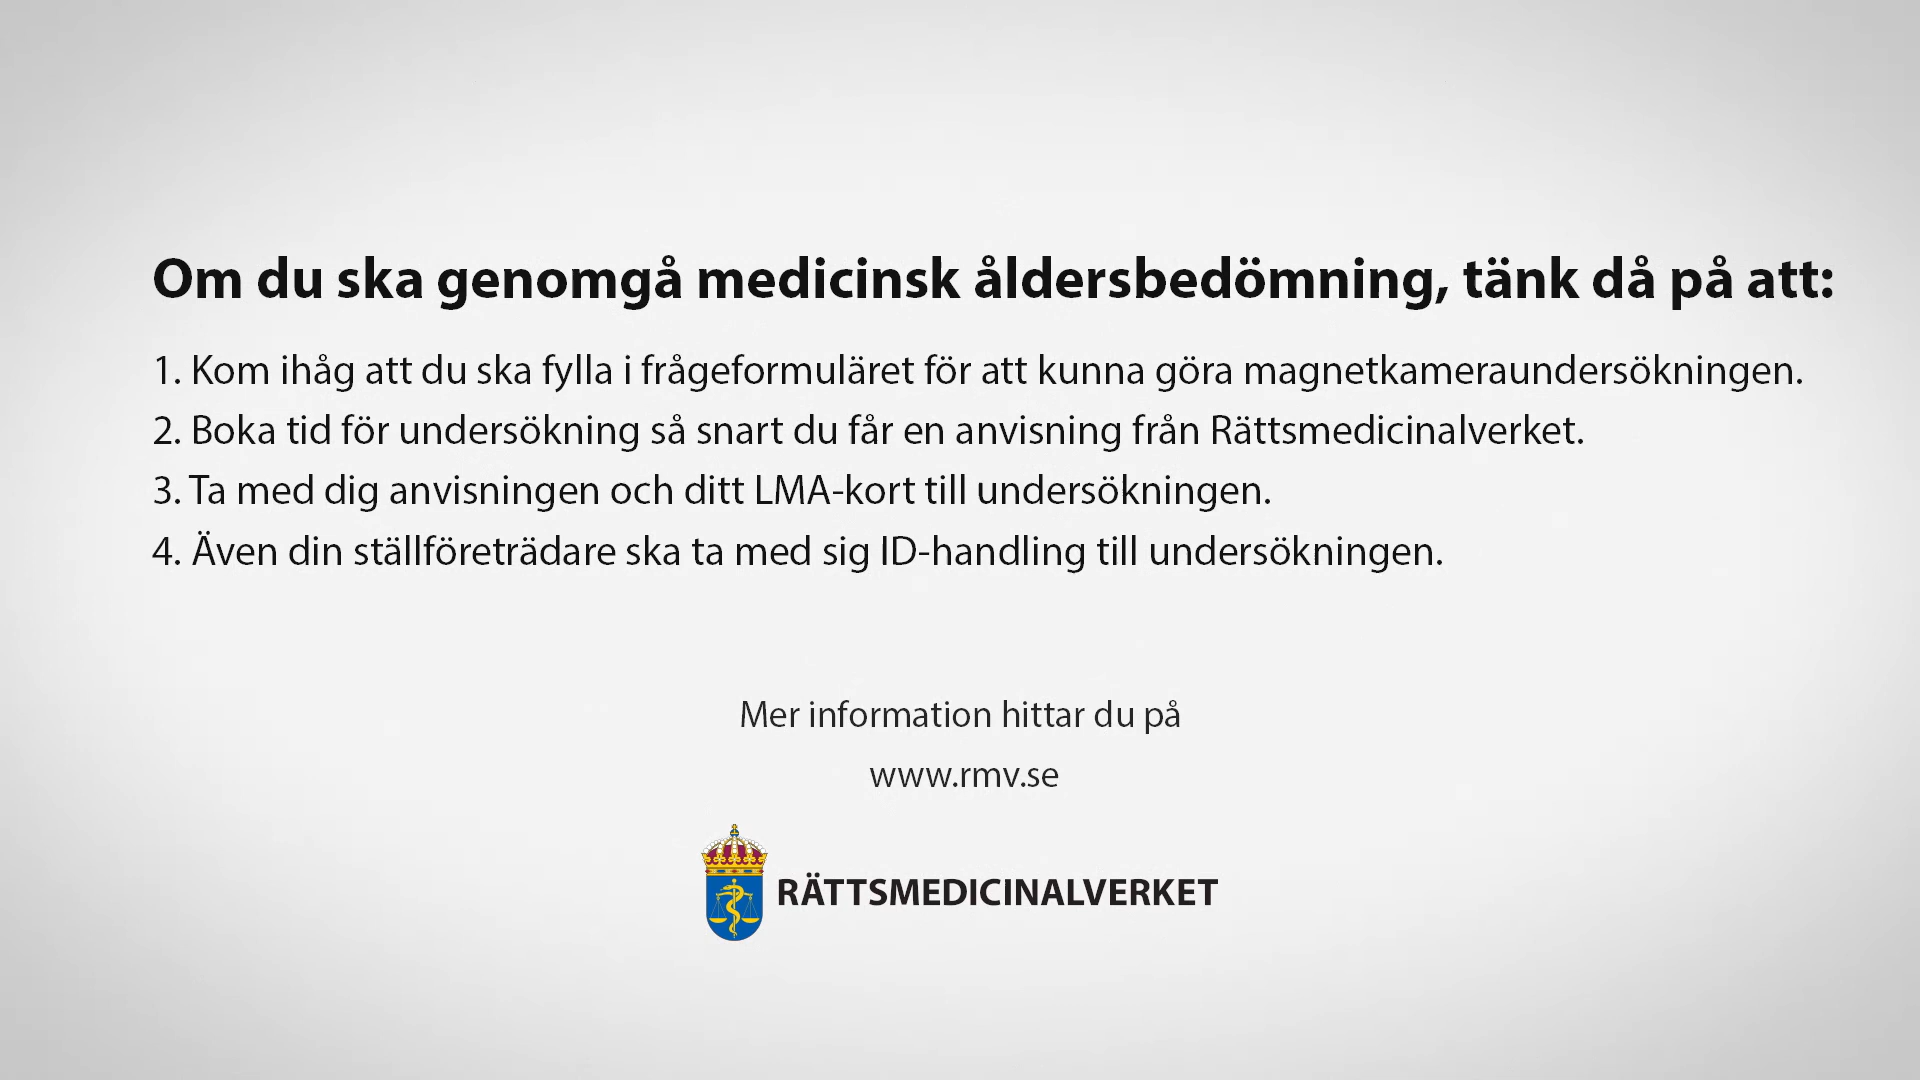 Om du ska genomgå medicinsk åldersbedömning, tänk då på att:
1. Kom ihåg att du ska fylla i frågeformuläret för att kunna göra magnetkameraundersökningen.
2. Boka tid för undersökning så snart du får en anvisning från Rättsmedicinalverket.
3. Ta med dig anvisningen och ditt LMA-kort till undersökningen.
4. Även din ställföreträdare ska ta med sig ID-handling till undersökningen.
Mer information hittar du på
www.rmv.se
RÄTTSMEDICINALVERKET